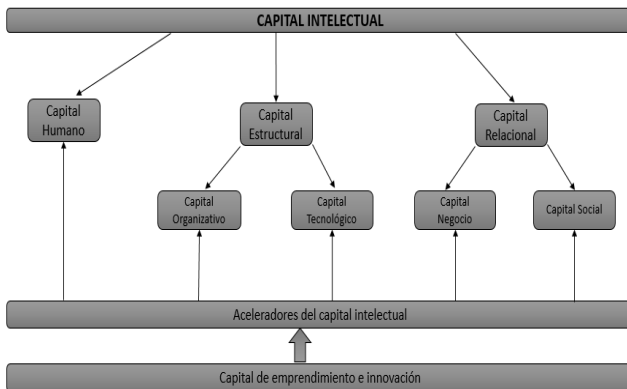 CAPITAL INTELECTUAL
Capital
Humano
Capital
Estructural
Capital
Relacional
Capital
Organizativo
Capital
Tecnológico
Capital
Negocio
Capital Social
Aceleradores del capital intelectual
Capital de emprendimiento e innovación